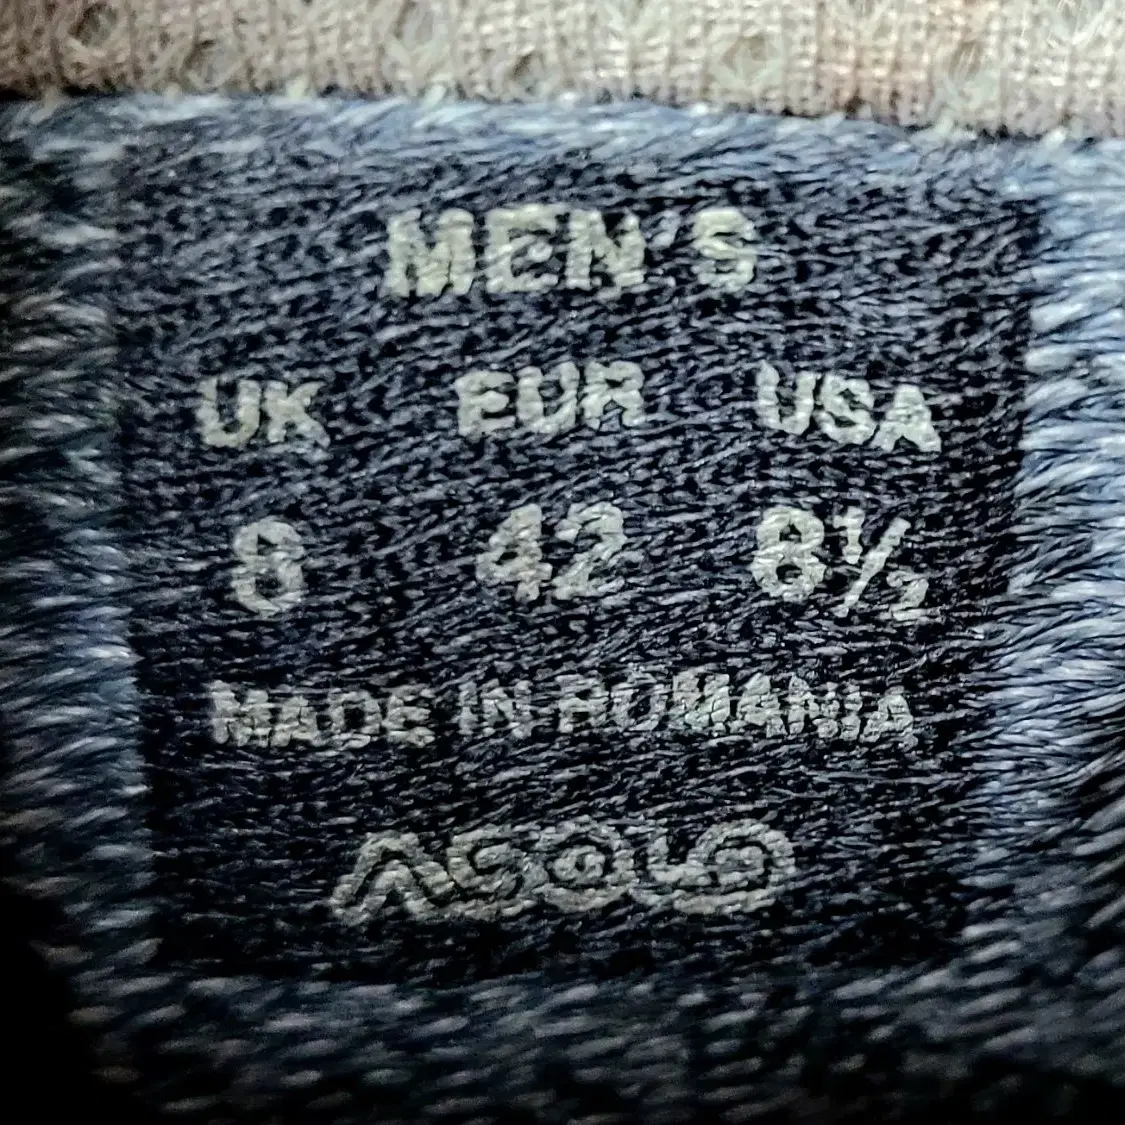 MEN'S
UK EUR USA
8 42 8½
MADE IN ROMANIA
ASOLO